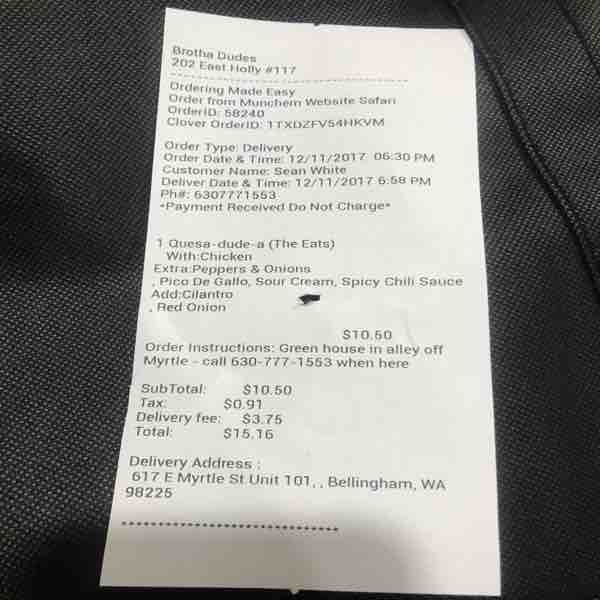 Brotha Dudes
202 East Holly #117
Ordering Made Easy
Order from Munchem Website Safari
OrderID: 58240
Clover OrderID: 1TXDZFV54HKVM
Order Type: Delivery
Order Date & Time: 12/11/2017 06:30 PM
Customer Name: Sean White
Deliver Date & Time: 12/11/2017 6:58 PM
Ph#: 6307771553
*Payment Received Do Not Charge*
1 Quesa-dude-a (The Eats)
With:Chicken
Extra:Peppers & Onions
, Pico De Gallo, Sour Cream, Spicy Chili Sauce
Add:Cilantro
, Red Onion
$10.50
Order Instructions: Green house in alley off
Myrtle - call 630-777-1553 when here
SubTotal: $10.50
Tax: $0.91
Delivery fee: $3.75
Total: $15.16
Delivery Address :
617 E Myrtle St Unit 101, , Bellingham, WA
98225